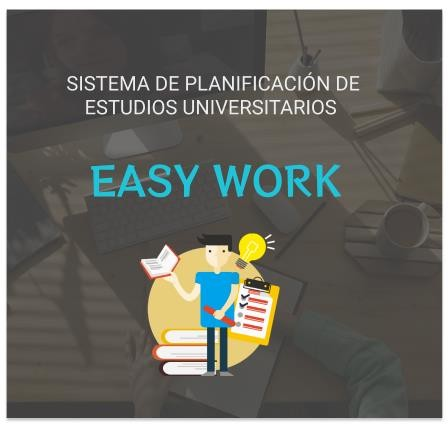 SISTEMA DE PLANIFICACIÓN DE
ESTUDIOS UNIVERSITARIOS
EASY WORK